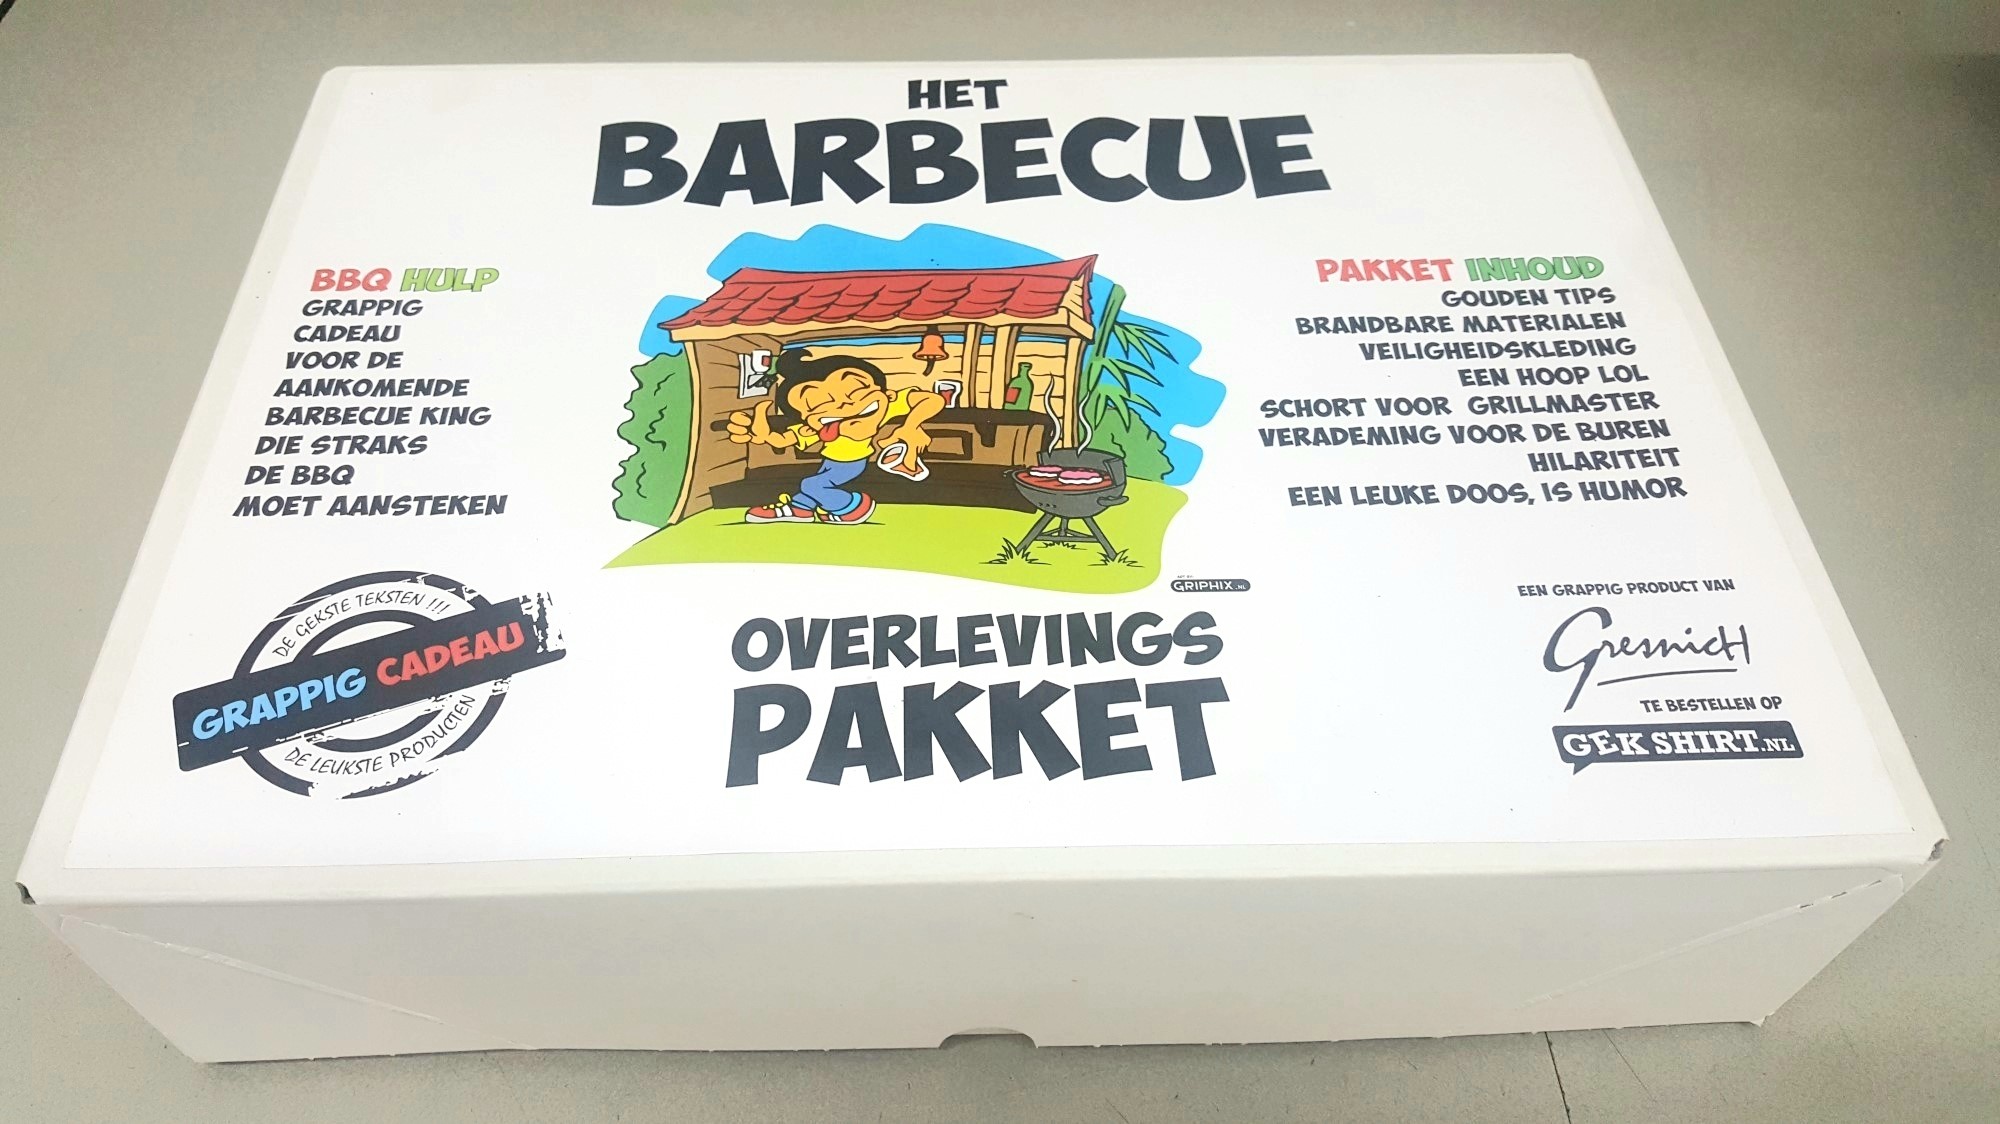 HET
BARBECUE
BBQ HULP
GRAPPIG
CADEAU
VOOR DE
AANKOMENDE
BARBECUE KING
DIE STRAKS
DE BBQ
MOET AANSTEKEN
PAKKET INHOUD
GOUDEN TIPS
BRANDBARE MATERIALEN
VEILIGHEIDSKLEDING
EEN HOOP LOL
SCHORT VOOR GRILLMASTER
VERADEMING VOOR DE BUREN
HILARITEIT
EEN LEUKE DOOS, IS HUMOR
GRIPHIX.NL
OVERLEVINGS
PAKKET
DE GEKSTE TEKSTEN !!!
GRAPPIG CADEAU
DE LEUKSTE PRODUCTEN
EEN GRAPPIG PRODUCT VAN
Gresnicht
TE BESTELLEN OP
GEKSHIRT.NL